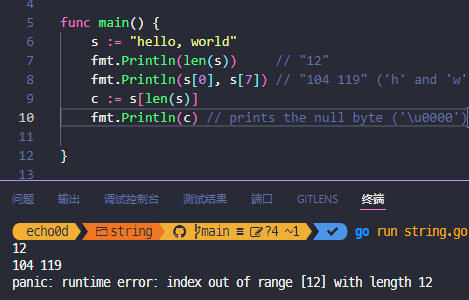 4
5 func main() {
6 s := "hello, world"
7 fmt.Println(len(s)) // "12"
8 fmt.Println(s[0], s[7]) // "104 119" ('h' and 'w'
9 c := s[len(s)]
10 fmt.Println(c) // prints the null byte ('\u0000')
11
12 }
13
问题 输出 调试控制台 测试结果 端口 GITLENS 终端
echo0d string main ≡ ?4 ~1 ✓ go run string.go
12
104 119
panic: runtime error: index out of range [12] with length 12